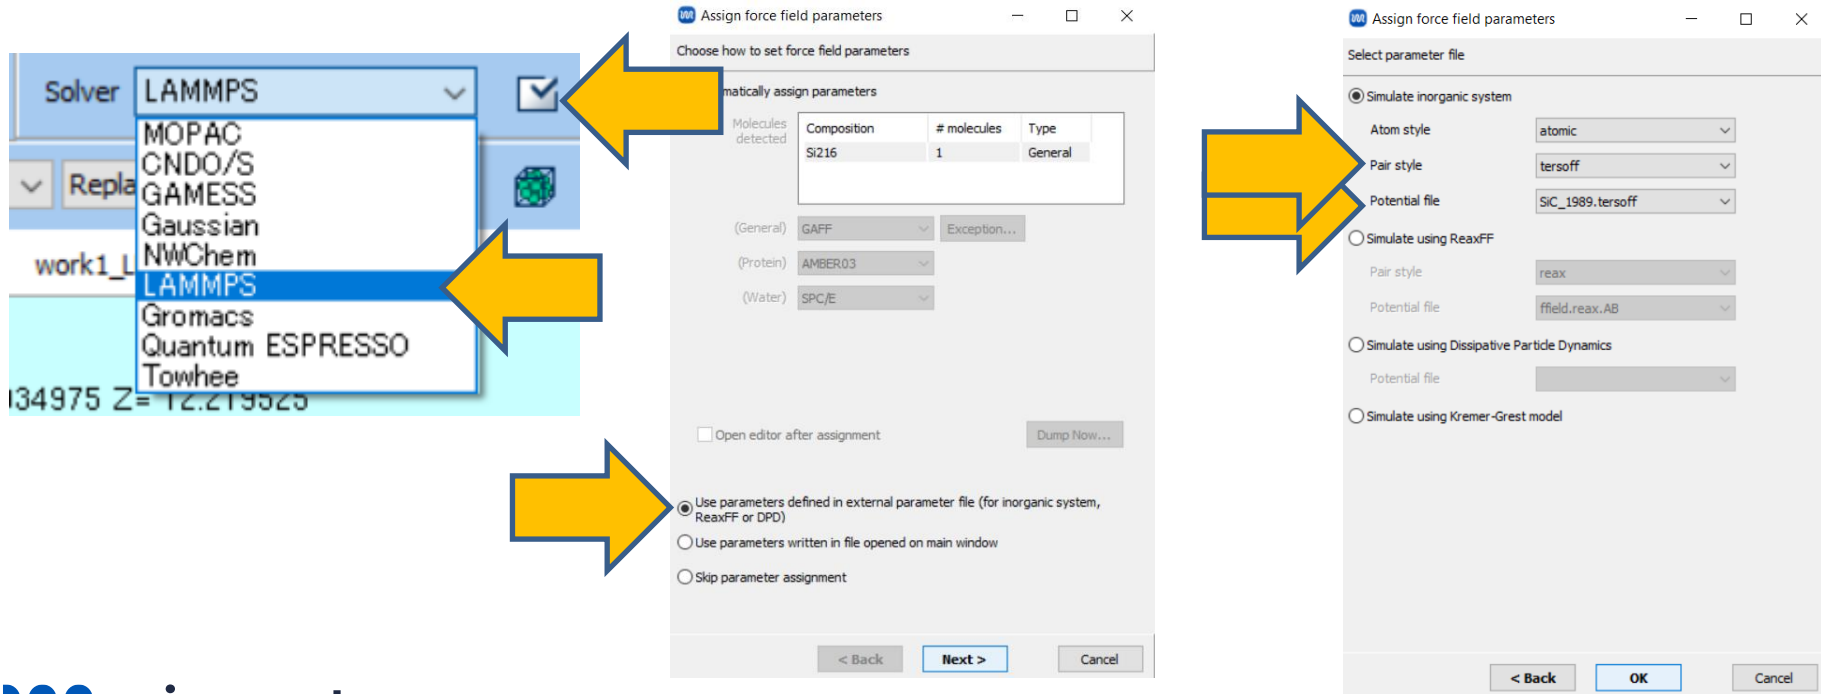 Solver LAMMPS
MOPAC
CNDO/S
GAMESS
Gaussian
NWChem
LAMMPS
Gromacs
Quantum ESPRESSO
Towhee
work1_L
34975 Z= 12.219525
Assign force field parameters
Choose how to set force field parameters
matically assign parameters
Molecules detected
Composition # molecules Type
Si216 1 General
(General) GAFF Exception...
(Protein) AMBER03
(Water) SPC/E
Open editor after assignment Dump Now...
Use parameters defined in external parameter file (for inorganic system,
ReaxFF or DPD)
Use parameters written in file opened on main window
Skip parameter assignment
< Back Next > Cancel
Assign force field parameters
Select parameter file
Simulate inorganic system
Atom style atomic
Pair style tersoff
Potential file SiC_1989.tersoff
Simulate using ReaxFF
Pair style reax
Potential file ffield.reax.AB
Simulate using Dissipative Particle Dynamics
Potential file
Simulate using Kremer-Grest model
< Back OK Cancel